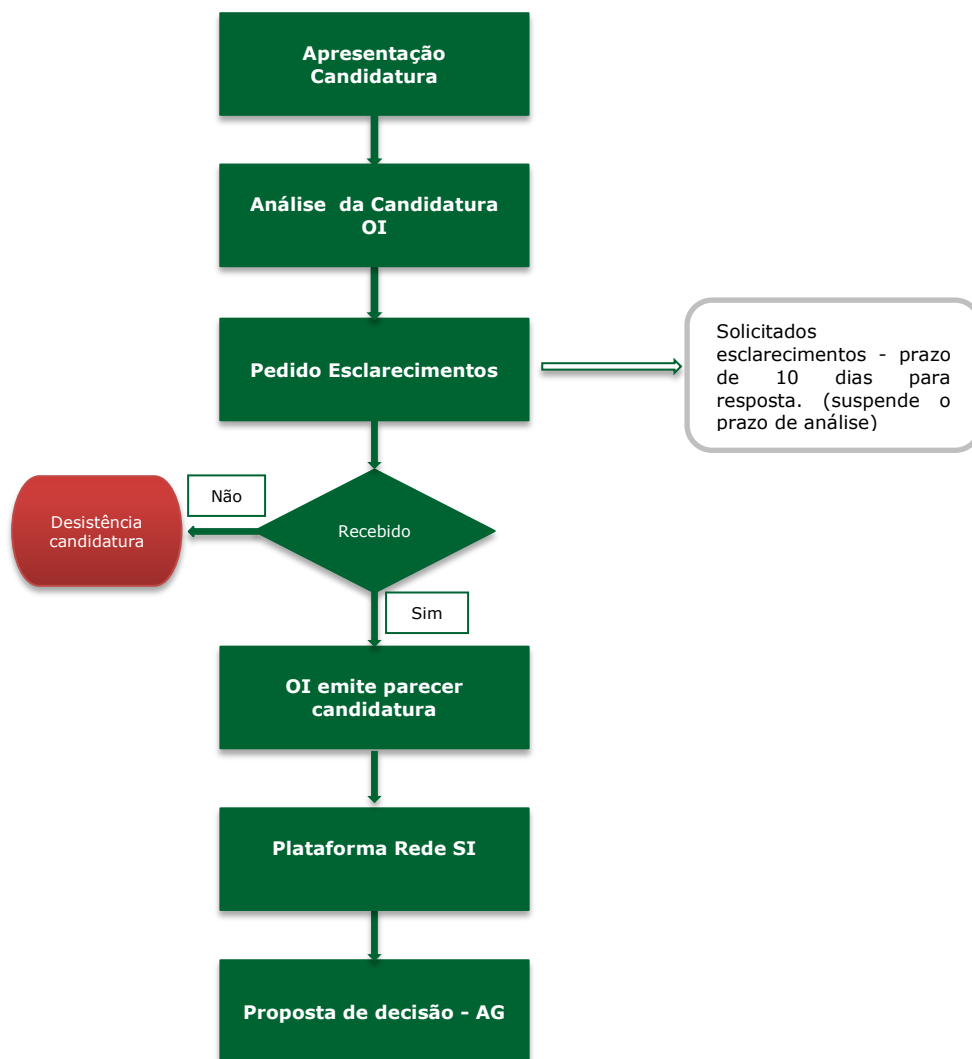 Apresentação
Candidatura
Análise da Candidatura
OI
Pedido Esclarecimentos
Solicitados
esclarecimentos - prazo
de 10 dias para
resposta. (suspende o
prazo de análise)
Não
Desistência
candidatura
Recebido
Sim
OI emite parecer
candidatura
Plataforma Rede SI
Proposta de decisão - AG